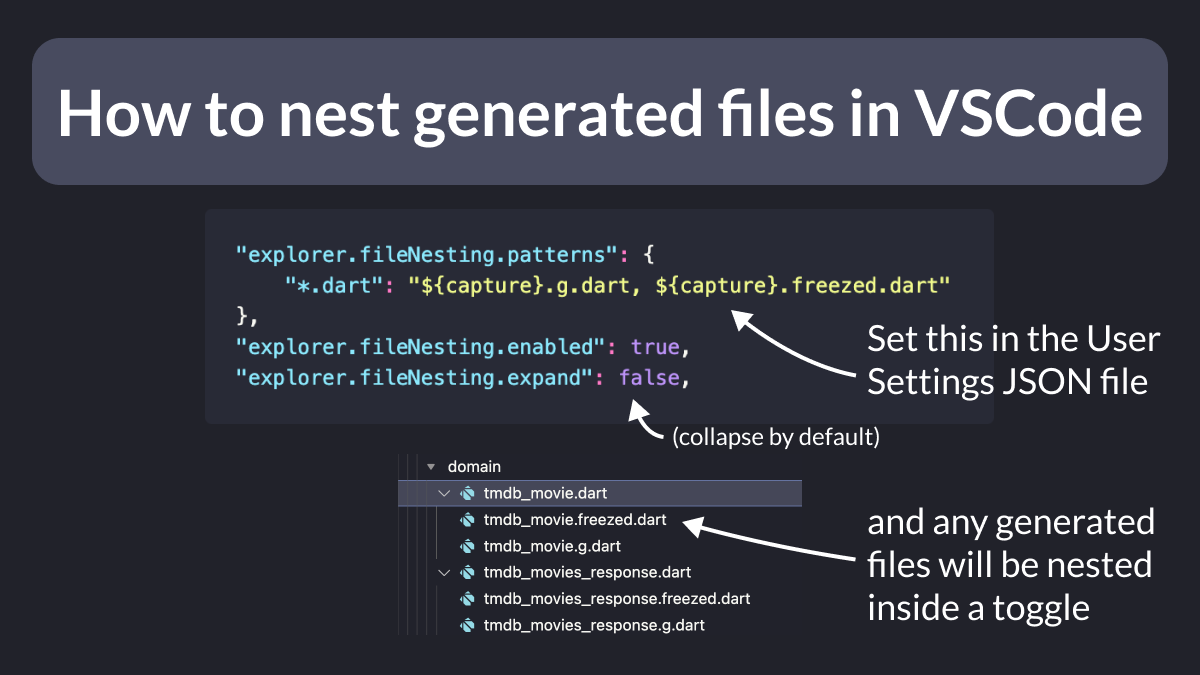 How to nest generated files in VSCode
"explorer.fileNesting.patterns": {
    "*.dart": "${capture}.g.dart, ${capture}.freezed.dart"
},
"explorer.fileNesting.enabled": true,
"explorer.fileNesting.expand": false,
Set this in the User
Settings JSON file
(collapse by default)
domain
tmdb_movie.dart
tmdb_movie.freezed.dart
tmdb_movie.g.dart
tmdb_movies_response.dart
tmdb_movies_response.freezed.dart
tmdb_movies_response.g.dart
and any generated
files will be nested
inside a toggle